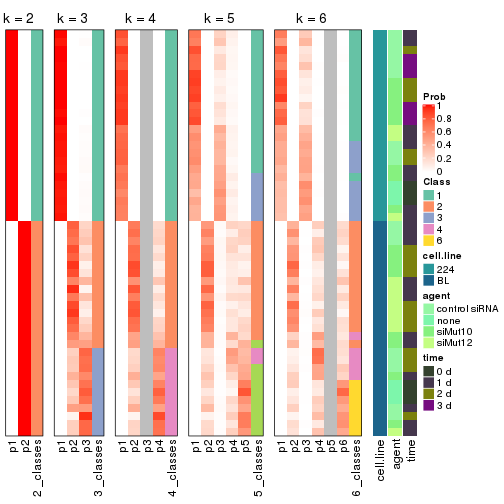 k = 2
k = 3
k = 4
k = 5
k = 6
p1
p2
2_classes
p1
p2
p3
3_classes
p1
p2
p3
p4
4_classes
p1
p2
p3
p4
p5
5_classes
p1
p2
p3
p4
p5
p6
6_classes
cell.line
agent
time
Prob
1
0.8
0.6
0.4
0.2
0
Class
1
2
3
4
6
cell.line
224
BL
agent
control siRNA
none
siMut10
siMut12
time
0 d
1 d
2 d
3 d